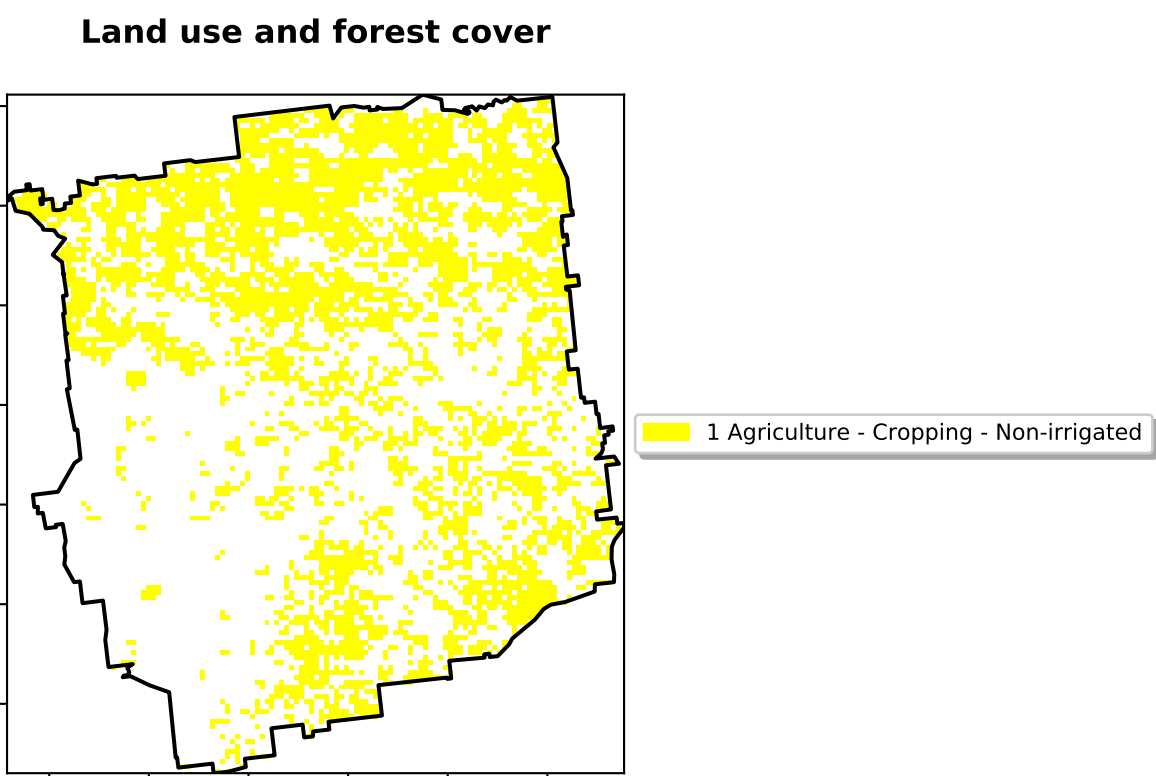 Land use and forest cover
1 Agriculture - Cropping - Non-irrigated